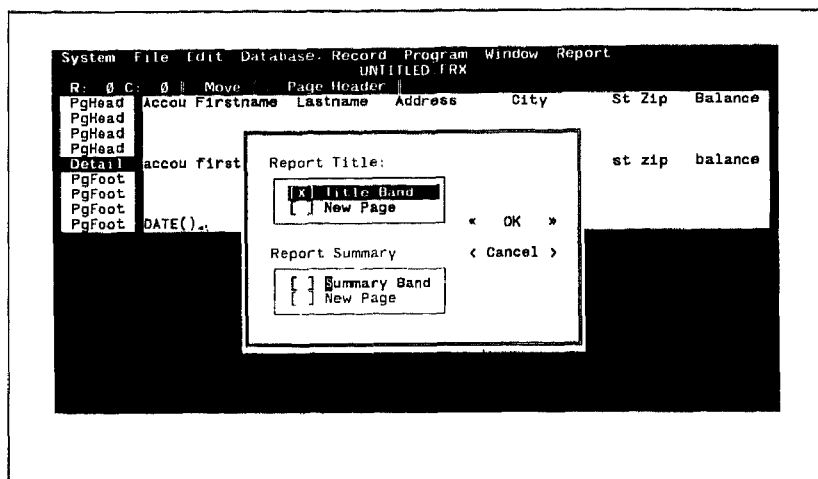 System File Edit Database Record Program Window Report
UNTITLED.FRX
R: 0 C: 0 Move Page Header
PgHead Accou Firstname Lastname Address City St Zip Balance
PgHead
PgHead
PgHead
Detail accou first st zip balance
PgFoot
PgFoot
PgFoot
PgFoot DATE()
Report Title:
[X] Title Band
[ ] New Page
« OK »
Report Summary
< Cancel >
[ ] Summary Band
[ ] New Page